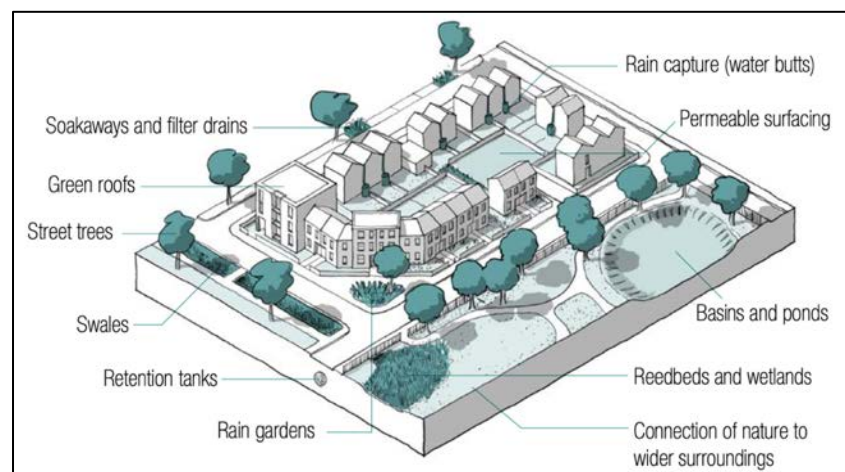 Rain capture (water butts)
Soakaways and filter drains
Permeable surfacing
Green roofs
Street trees
Swales
Basins and ponds
Retention tanks
Reedbeds and wetlands
Rain gardens
Connection of nature to
wider surroundings